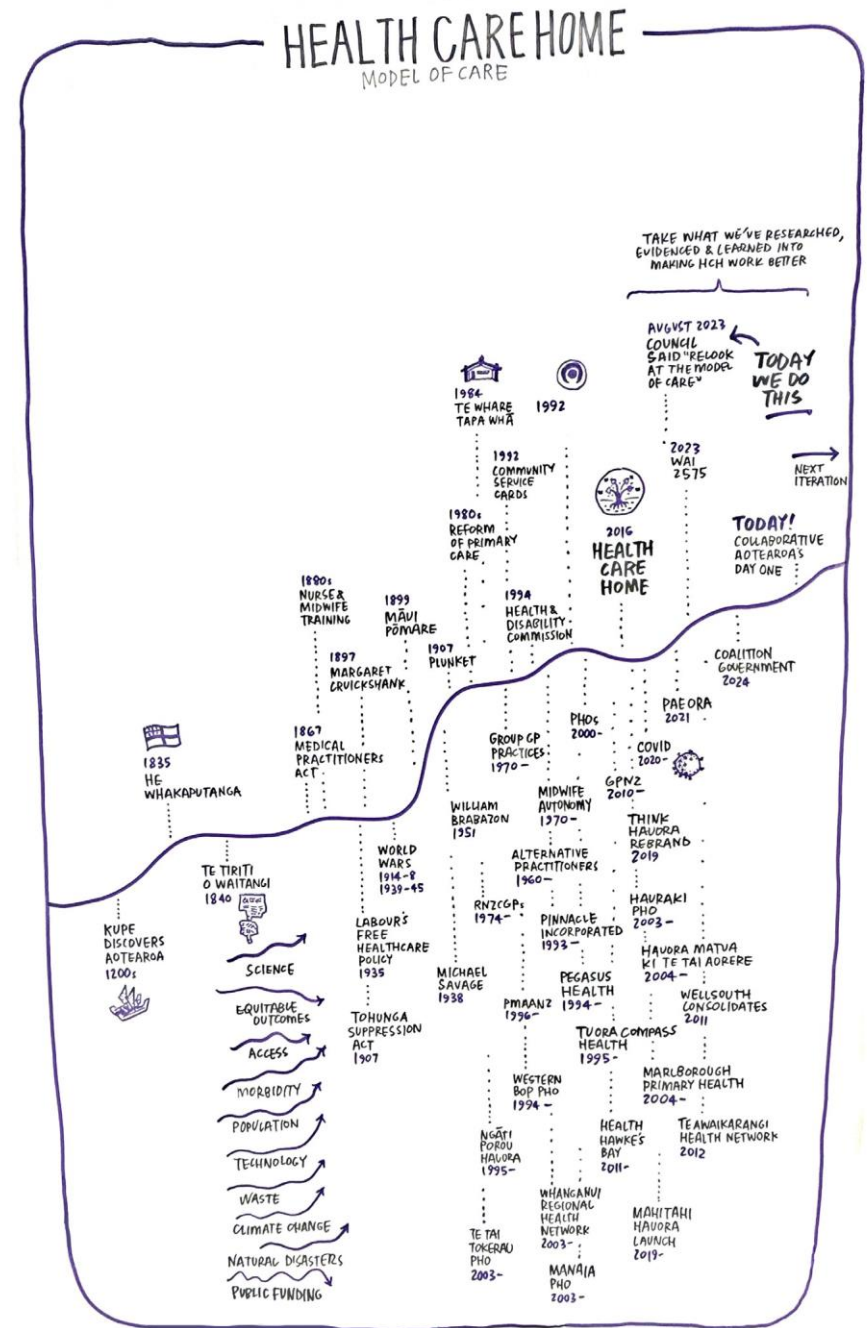 HEALTH CARE HOME
MODEL OF CARE
TAKE WHAT WE'VE RESEARCHED,
EVIDENCED & LEARNED INTO
MAKING HCH WORK BETTER
AUGUST 2023
COUNCIL
SAID "RELOOK
AT THE MODEL
OF CARE"
TODAY
WE DO
THIS
1984
TE WHARE
TAPA WHĀ
1992
1992
COMMUNITY
SERVICE
CARDS
2023
WAI
2575
NEXT
ITERATION
1980s
REFORM
OF PRIMARY
CARE
2016
HEALTH
CARE
HOME
TODAY!
COLLABORATIVE
AOTEAROA'S
DAY ONE
1880s
NURSE &
MIDWIFE
TRAINING
1899
MĀUI
PŌMARE
1994
HEALTH &
DISABILITY
COMMISSION
1897
MARGARET
CRUICKSHANK
1907
PLUNKET
COALITION
GOVERNMENT
2024
1835
HE
WHAKAPUTANGA
1867
MEDICAL
PRACTITIONERS
ACT
PAE ORA
2021
PHOs
2000-
GROUP GP
PRACTICES
1970-
COVID
2020-
GPNZ
2010-
MIDWIFE
AUTONOMY
1970-
WILLIAM
BRABAZON
1951
THINK
HAUORA
REBRAND
2019
TE TIRITI
O WAITANGI
1840
WORLD
WARS
1914-8
1939-45
ALTERNATIVE
PRACTITIONERS
1960-
KUPE
DISCOVERS
AOTEAROA
1200s
LABOUR'S
FREE
HEALTHCARE
POLICY
1935
RNZCGPs
1974-
PINNACLE
INCORPORATED
1993-
HAURAKI
PHO
2003-
HAUORA MATUA
KI TE TAI AORERE
2004-
MICHAEL
SAVAGE
1938
PEGASUS
HEALTH
1994-
WELLSOUTH
CONSOLIDATES
2011
TOHUNGA
SUPPRESSION
ACT
1907
PMAANZ
1996-
TUORA COMPASS
HEALTH
1995-
WESTERN
BOP PHO
1994-
MARLBOROUGH
PRIMARY HEALTH
2004-
NGĀTI
POROU
HAUORA
1995-
HEALTH
HAWKE'S
BAY
2011-
TE AWAIKARANGI
HEALTH NETWORK
2012
WHANGANUI
REGIONAL
HEALTH
NETWORK
2003-
MAHITAHI
HAUORA
LAUNCH
2019-
TE TAI
TOKERAU
PHO
2003-
MANAIA
PHO
2003-
SCIENCE
EQUITABLE
OUTCOMES
ACCESS
MORBIDITY
POPULATION
TECHNOLOGY
WASTE
CLIMATE CHANGE
NATURAL DISASTERS
PUBLIC FUNDING